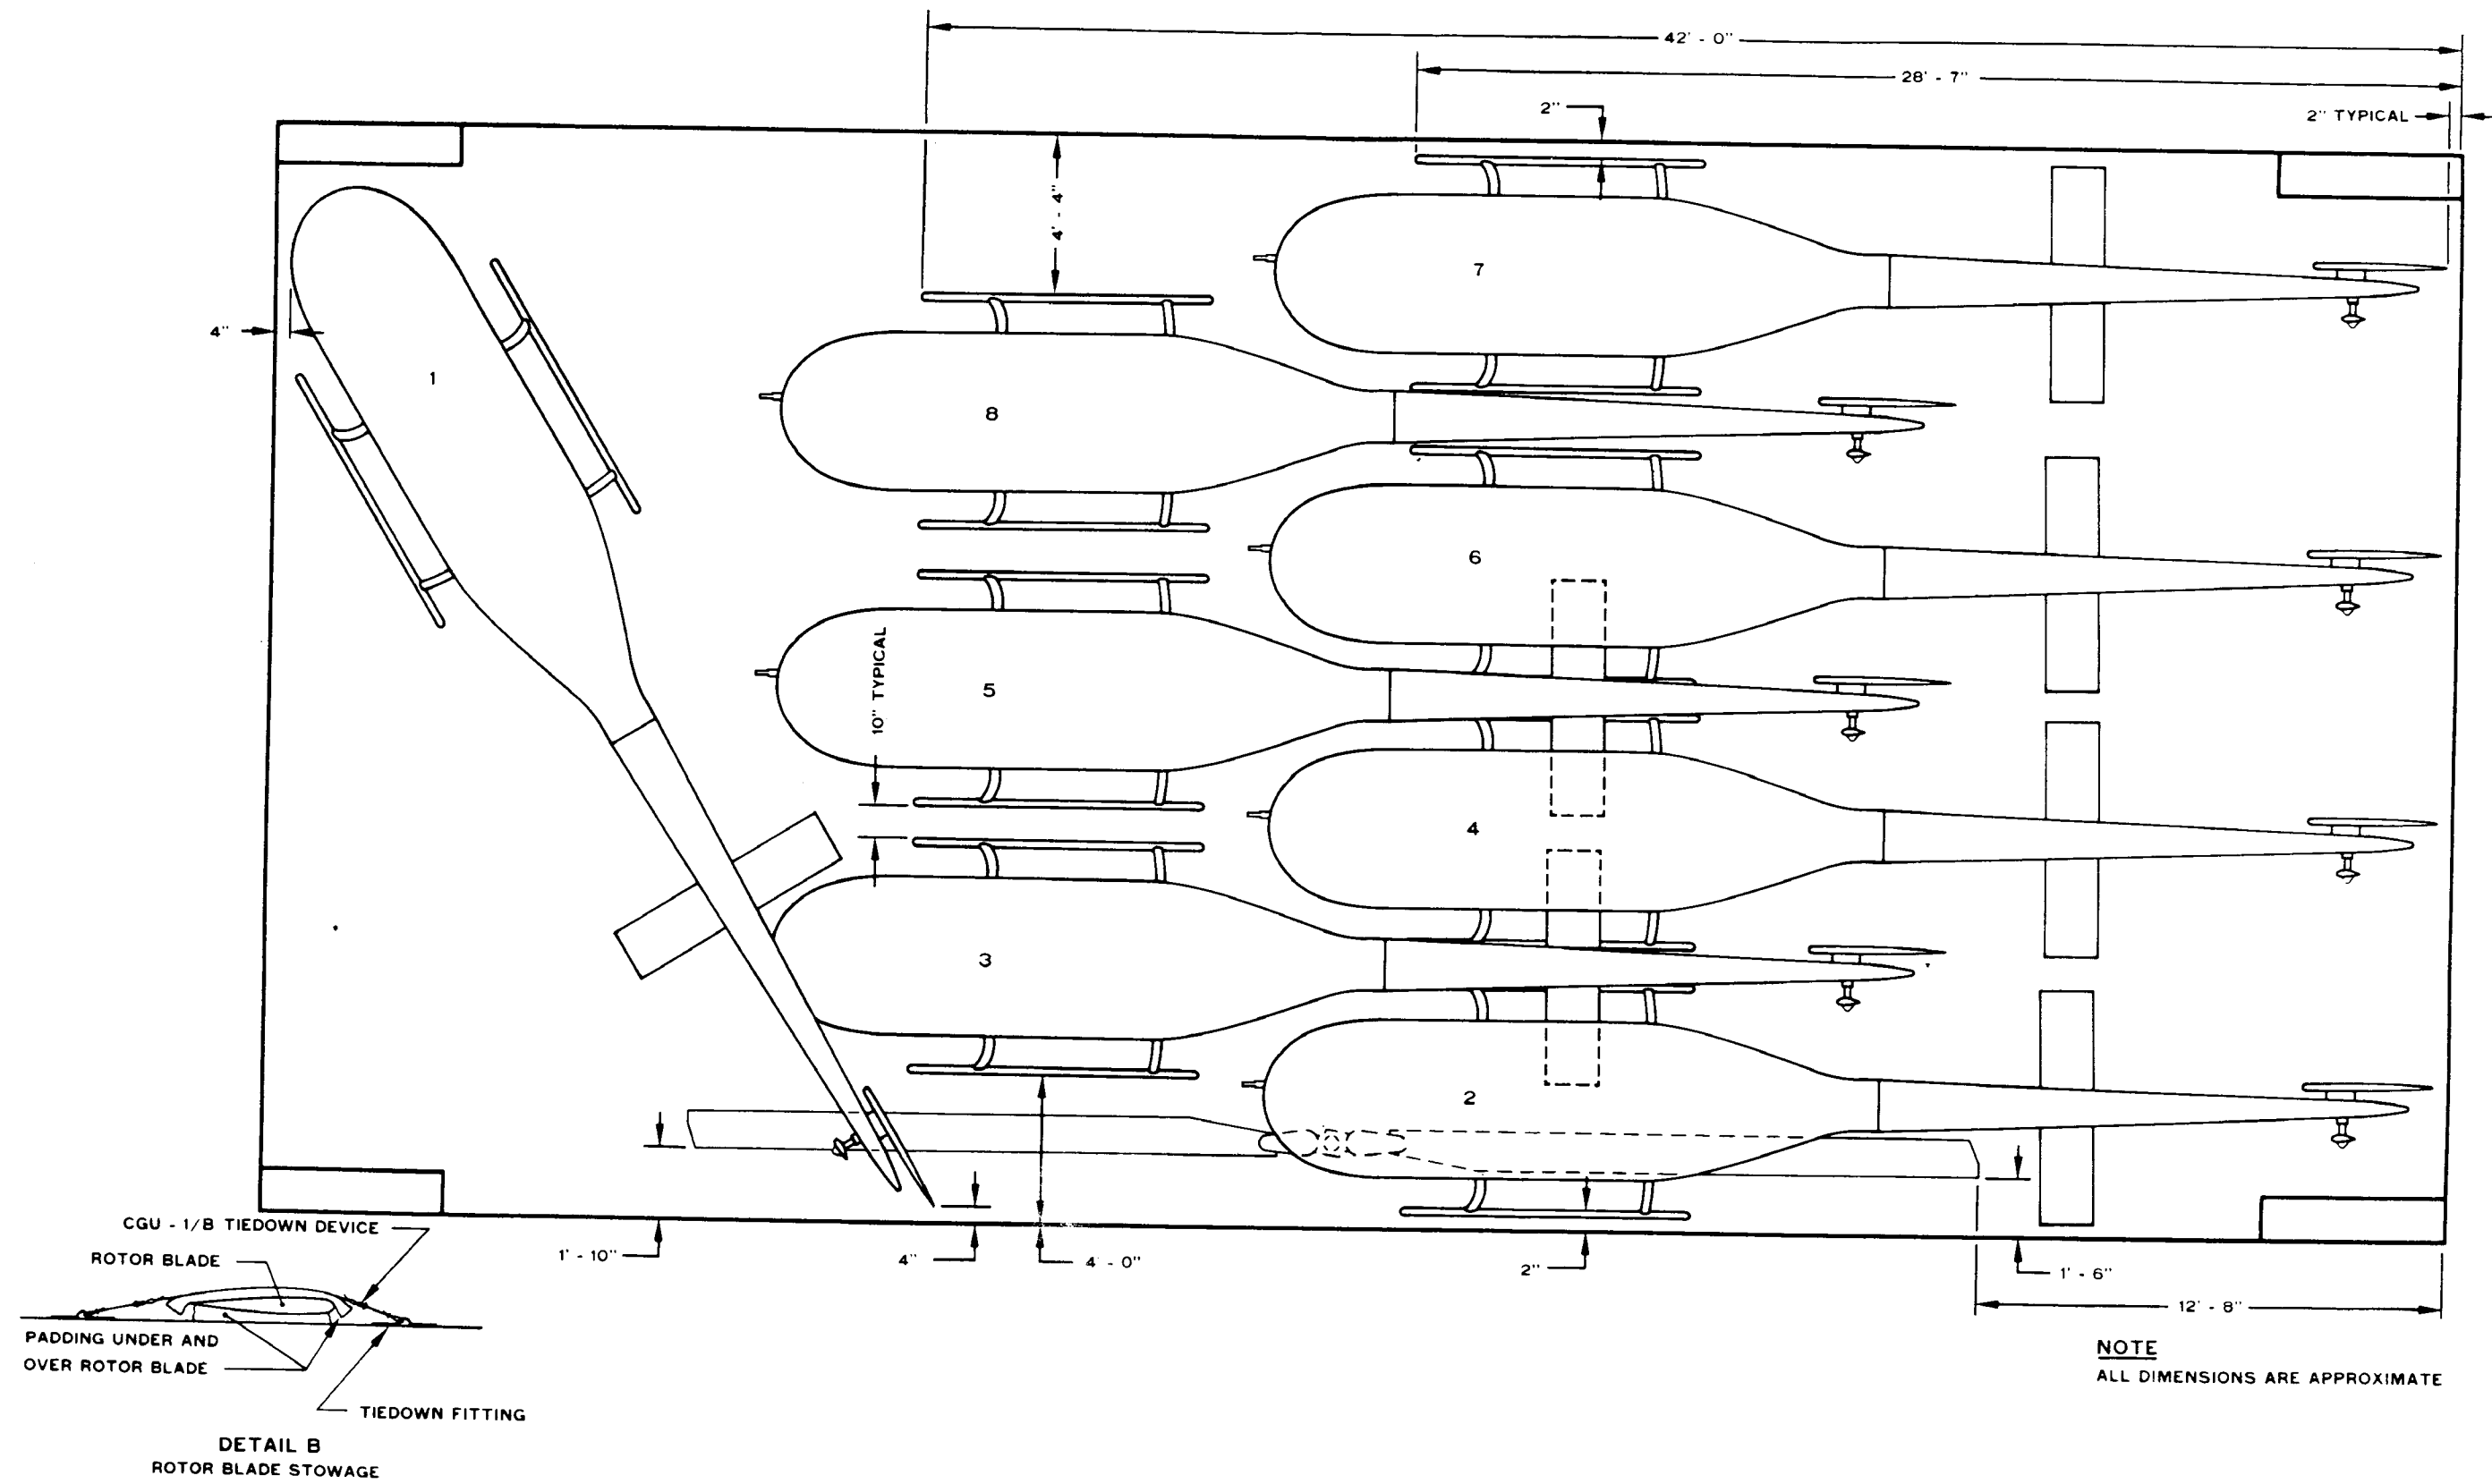 42' - 0"
28' - 7"
2"
2" TYPICAL
4' - 4"
7
4"
1
8
6
10" TYPICAL
5
4
3
2
CGU - 1/B TIEDOWN DEVICE
1' - 10"
4"
4 - 0"
2"
1' - 6"
ROTOR BLADE
12' - 8"
PADDING UNDER AND
OVER ROTOR BLADE
NOTE
ALL DIMENSIONS ARE APPROXIMATE
TIEDOWN FITTING
DETAIL B
ROTOR BLADE STOWAGE